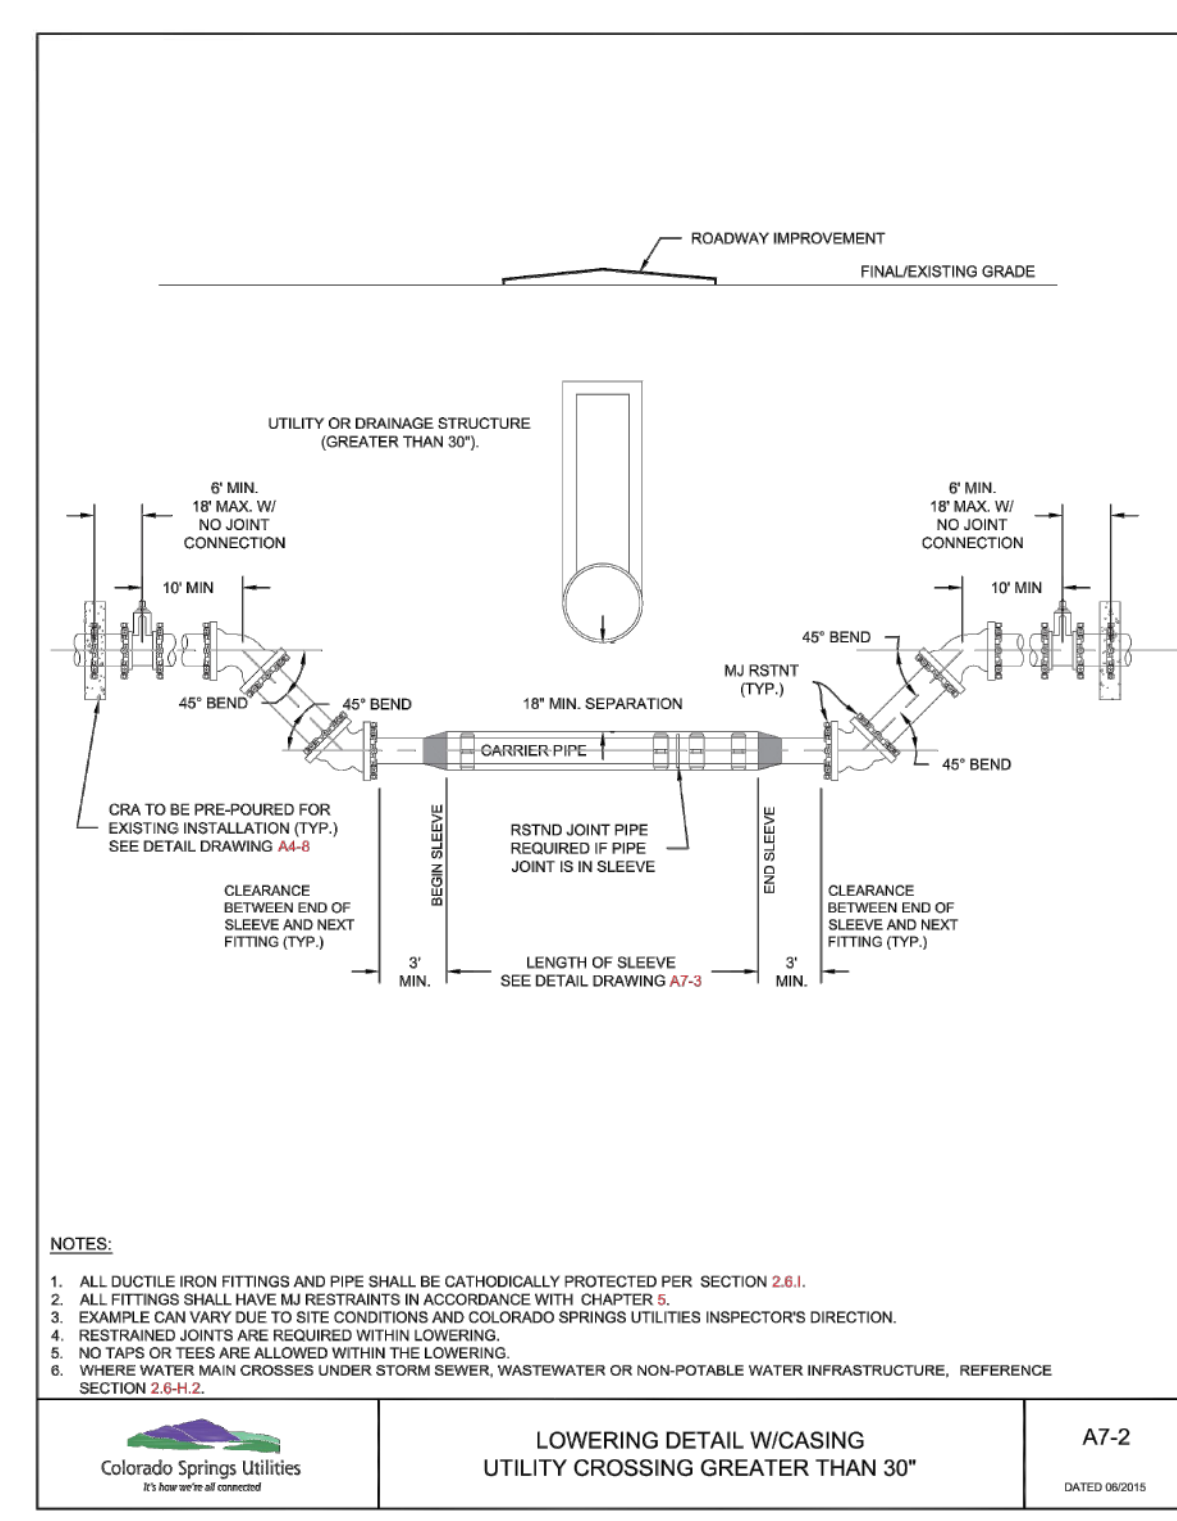 ROADWAY IMPROVEMENT
FINAL/EXISTING GRADE
UTILITY OR DRAINAGE STRUCTURE
(GREATER THAN 30").
6' MIN.
18' MAX. W/
NO JOINT
CONNECTION
6' MIN.
18' MAX. W/
NO JOINT
CONNECTION
10' MIN
10' MIN
45° BEND
MJ RSTNT
(TYP.)
45° BEND
45° BEND
18" MIN. SEPARATION
CARRIER PIPE
45° BEND
CRA TO BE PRE-POURED FOR
EXISTING INSTALLATION (TYP.)
SEE DETAIL DRAWING A4-8
BEGIN SLEEVE
RSTND JOINT PIPE
REQUIRED IF PIPE
JOINT IS IN SLEEVE
END SLEEVE
CLEARANCE
BETWEEN END OF
SLEEVE AND NEXT
FITTING (TYP.)
CLEARANCE
BETWEEN END OF
SLEEVE AND NEXT
FITTING (TYP.)
3'
MIN.
LENGTH OF SLEEVE
SEE DETAIL DRAWING A7-3
3'
MIN.
NOTES:
1. ALL DUCTILE IRON FITTINGS AND PIPE SHALL BE CATHODICALLY PROTECTED PER SECTION 2.6.I.
2. ALL FITTINGS SHALL HAVE MJ RESTRAINTS IN ACCORDANCE WITH CHAPTER 5.
3. EXAMPLE CAN VARY DUE TO SITE CONDITIONS AND COLORADO SPRINGS UTILITIES INSPECTOR'S DIRECTION.
4. RESTRAINED JOINTS ARE REQUIRED WITHIN LOWERING.
5. NO TAPS OR TEES ARE ALLOWED WITHIN THE LOWERING.
6. WHERE WATER MAIN CROSSES UNDER STORM SEWER, WASTEWATER OR NON-POTABLE WATER INFRASTRUCTURE, REFERENCE
SECTION 2.6-H.2.
Colorado Springs Utilities
It's how we're all connected
LOWERING DETAIL W/CASING
UTILITY CROSSING GREATER THAN 30"
A7-2
DATED 06/2015